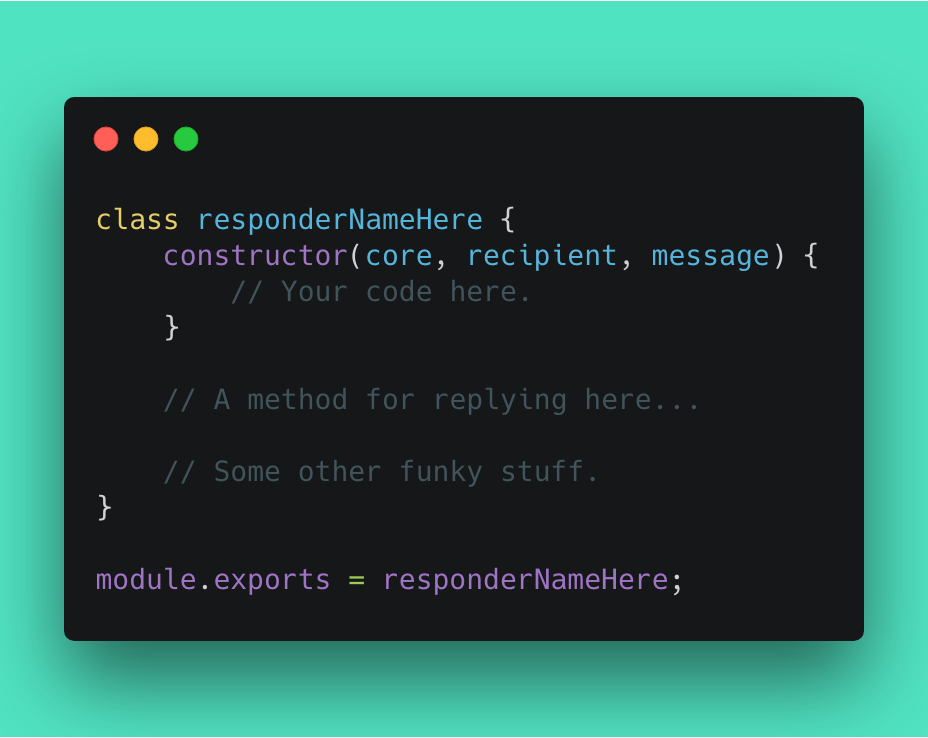 class responderNameHere {
    constructor(core, recipient, message) {
        // Your code here.
    }

    // A method for replying here...

    // Some other funky stuff.
}

module.exports = responderNameHere;